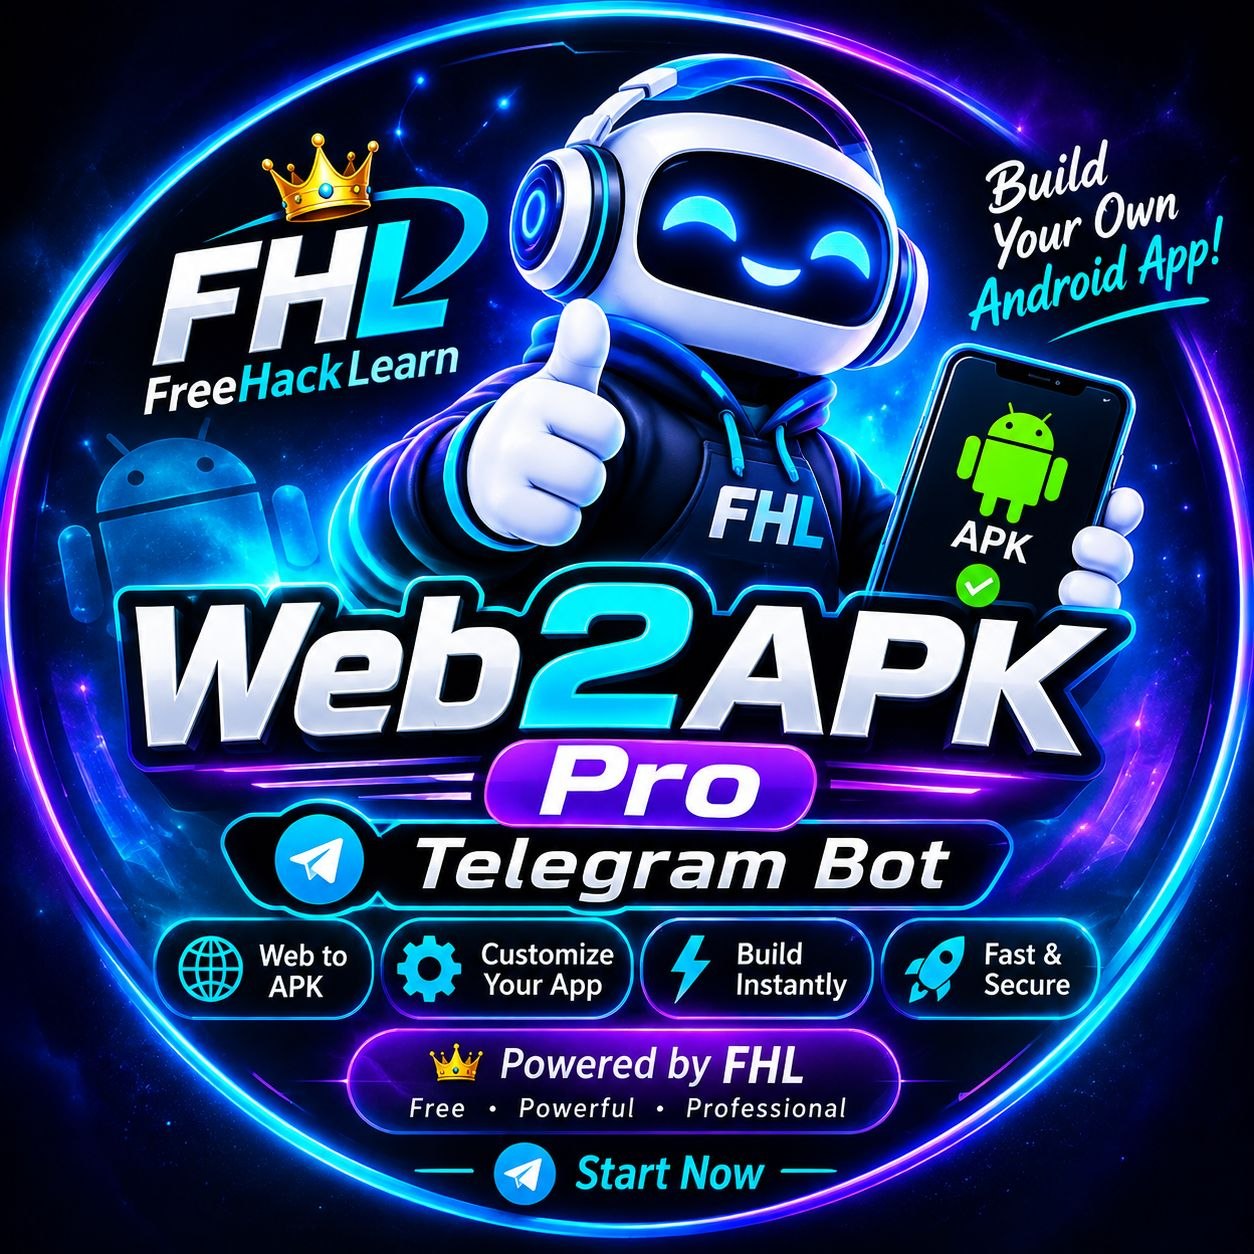 FHL
FreeHackLearn
Build
Your Own
Android App!
FHL
APK
Web2APK
Pro
Telegram Bot
Web to
APK
Customize
Your App
Build
Instantly
Fast &
Secure
Powered by FHL
Free • Powerful • Professional
Start Now